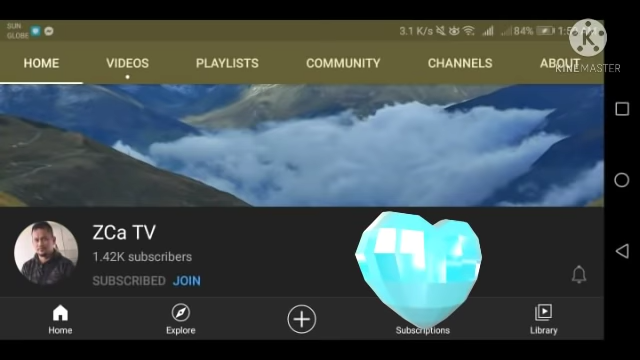 SUN
GLOBE
3.1 K/s
84%
HOME VIDEOS PLAYLISTS COMMUNITY CHANNELS ABOUT
K
KINEMASTER
ZCa TV
1.42K subscribers
SUBSCRIBED JOIN
Home Explore Subscriptions Library